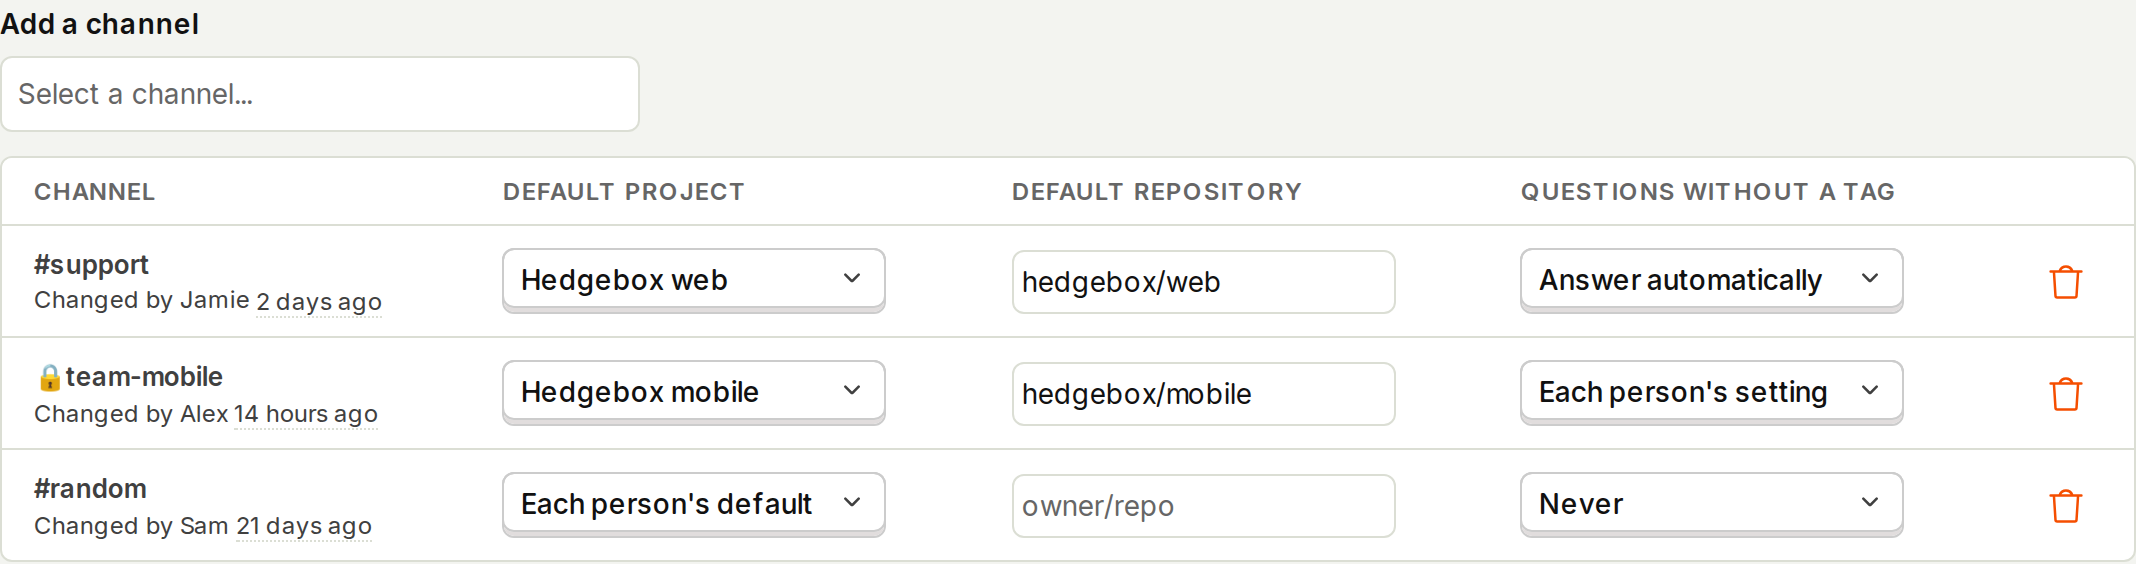 Add a channel
Select a channel...
CHANNEL DEFAULT PROJECT DEFAULT REPOSITORY QUESTIONS WITHOUT A TAG
#support
Changed by Jamie 2 days ago
Hedgebox web
hedgebox/web
Answer automatically
🔒team-mobile
Changed by Alex 14 hours ago
Hedgebox mobile
hedgebox/mobile
Each person's setting
#random
Changed by Sam 21 days ago
Each person's default
owner/repo
Never